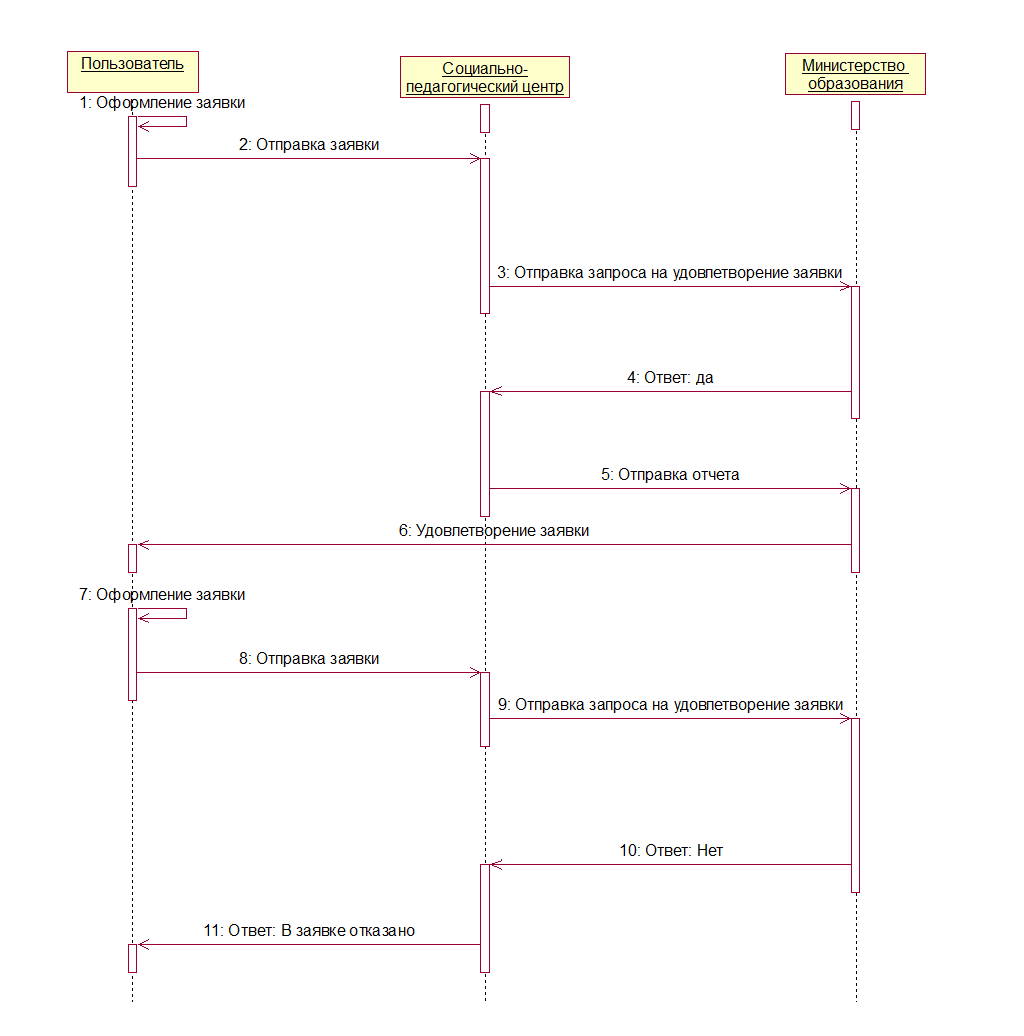 Пользователь
Социально-
педагогический центр
Министерство
образования
1: Оформление заявки
2: Отправка заявки
3: Отправка запроса на удовлетворение заявки
4: Ответ: да
5: Отправка отчета
6: Удовлетворение заявки
7: Оформление заявки
8: Отправка заявки
9: Отправка запроса на удовлетворение заявки
10: Ответ: Нет
11: Ответ: В заявке отказано